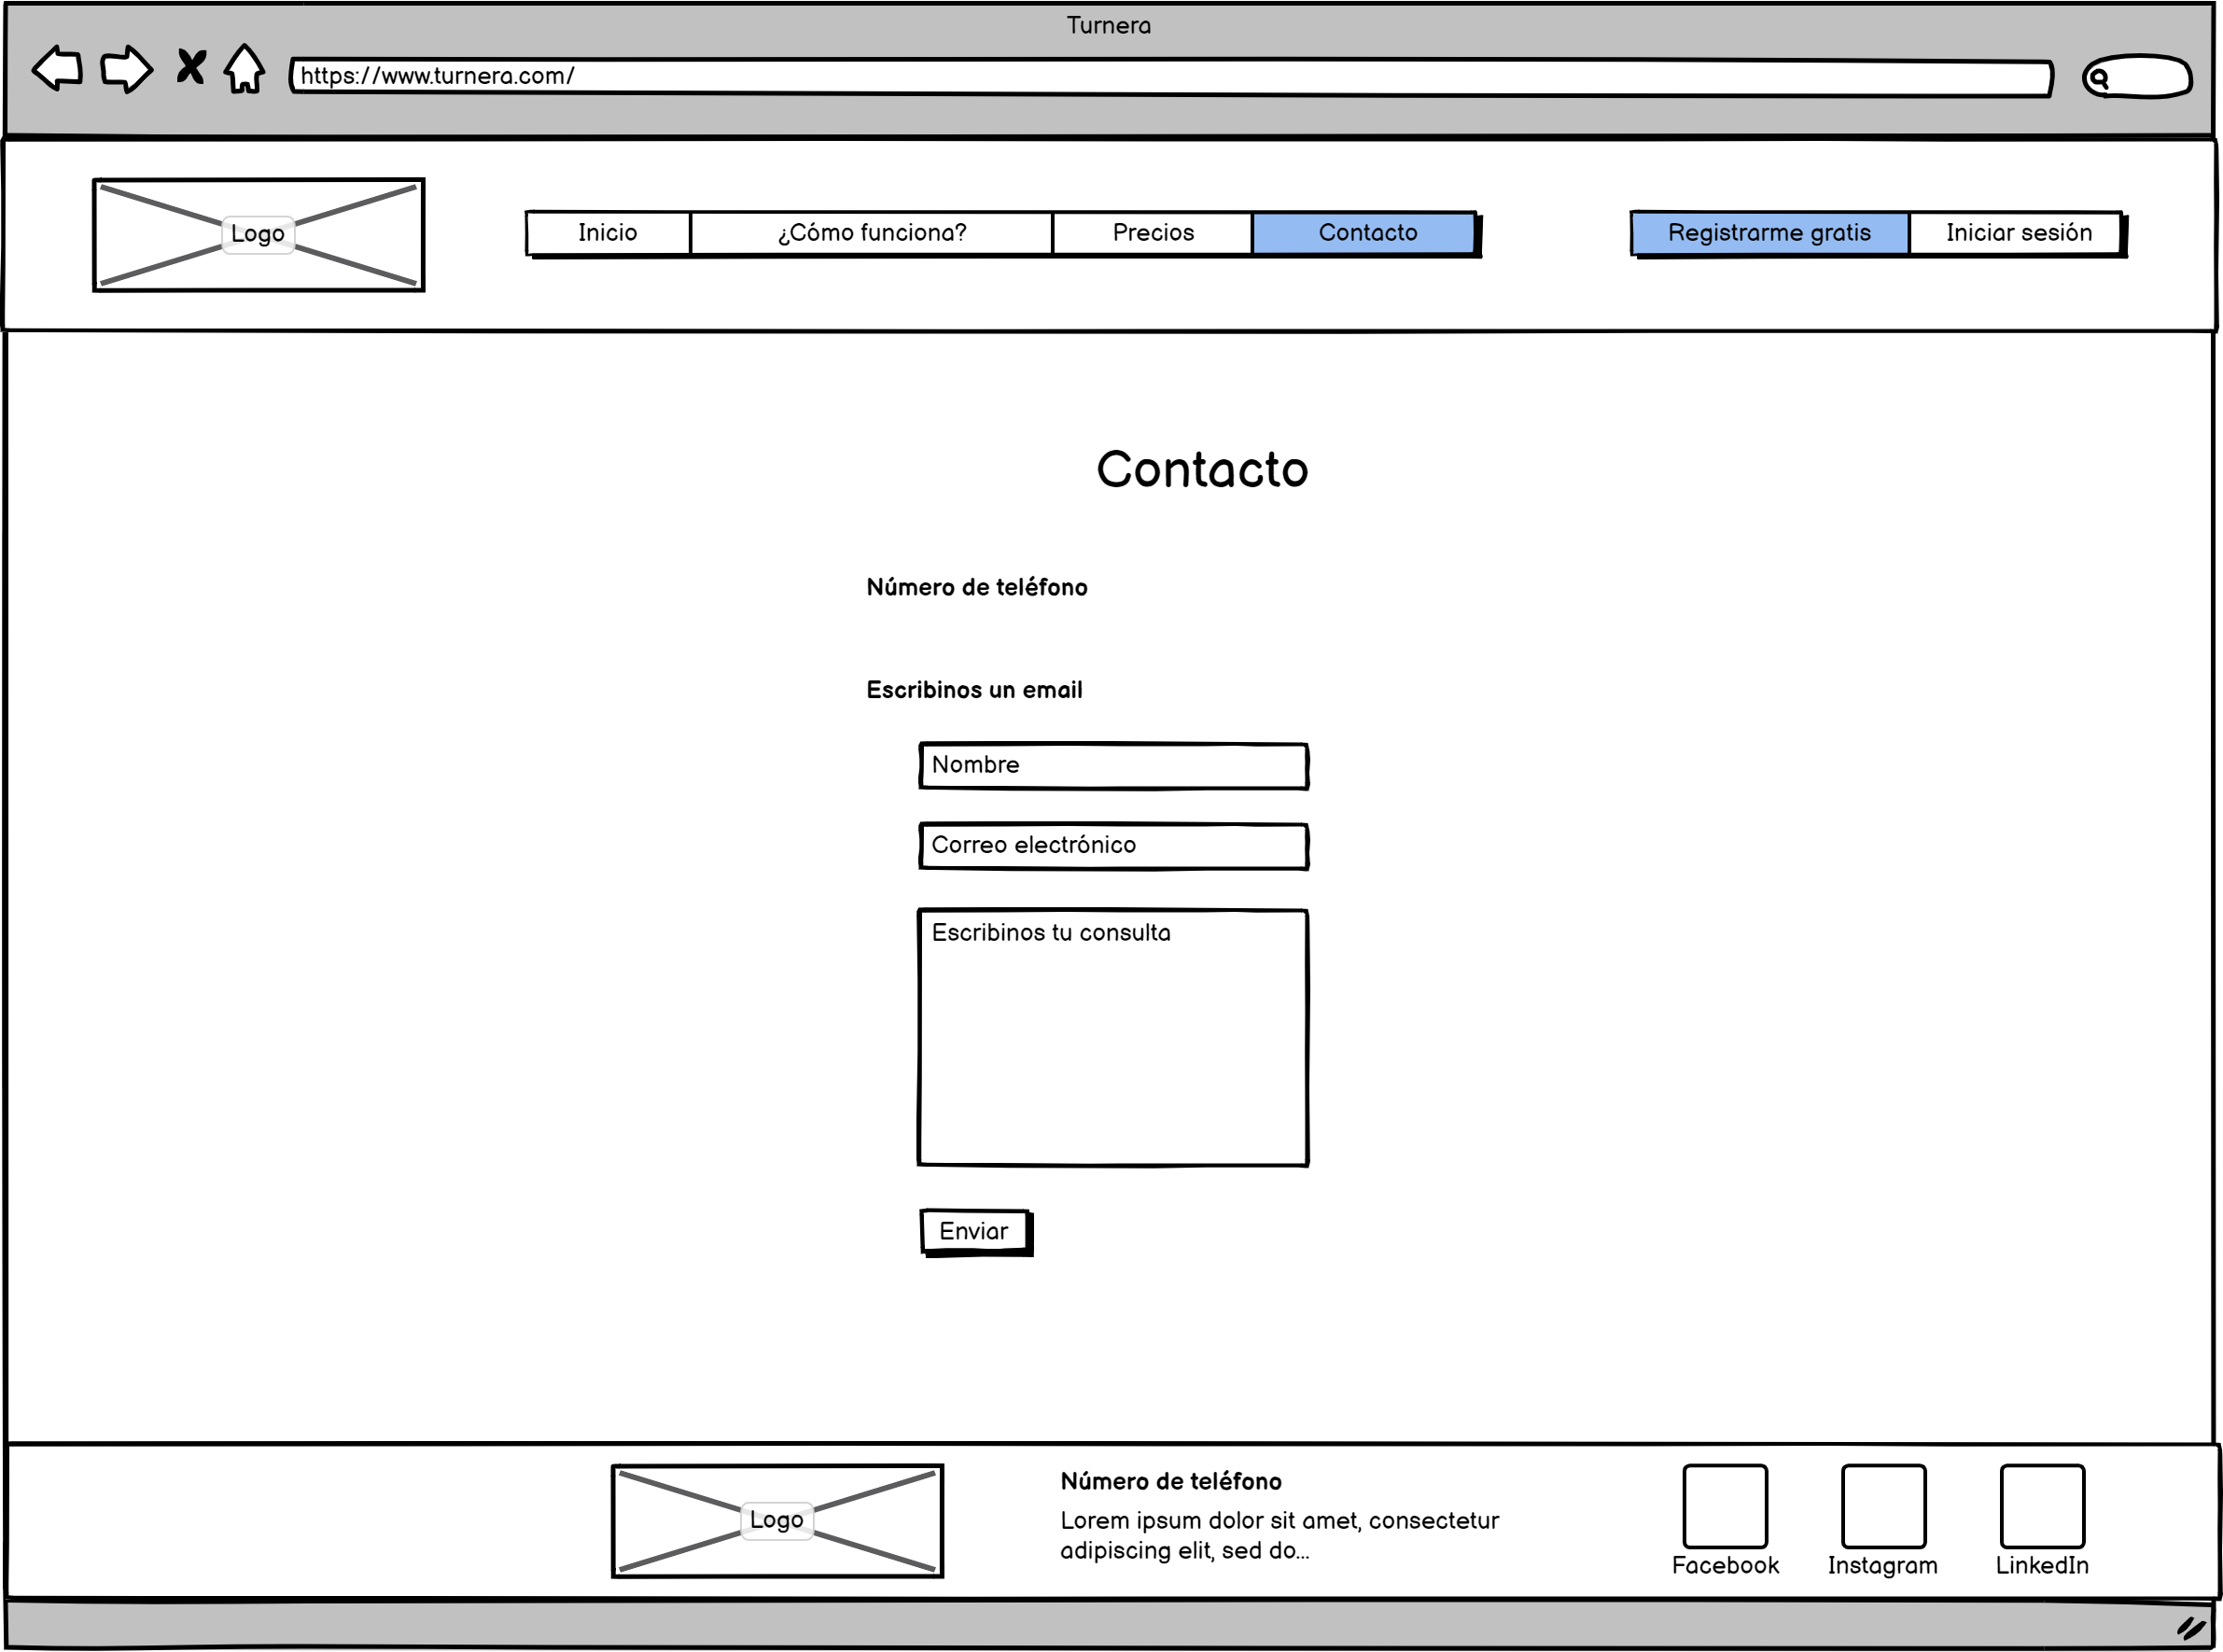 Turnera
https://www.turnera.com/
Logo
Inicio
¿Cómo funciona?
Precios
Contacto
Registrarme gratis
Iniciar sesión
Contacto
Número de teléfono
Escribinos un email
Nombre
Correo electrónico
Escribinos tu consulta
Enviar
Logo
Número de teléfono
Lorem ipsum dolor sit amet, consectetur
adipiscing elit, sed do...
Facebook
Instagram
LinkedIn